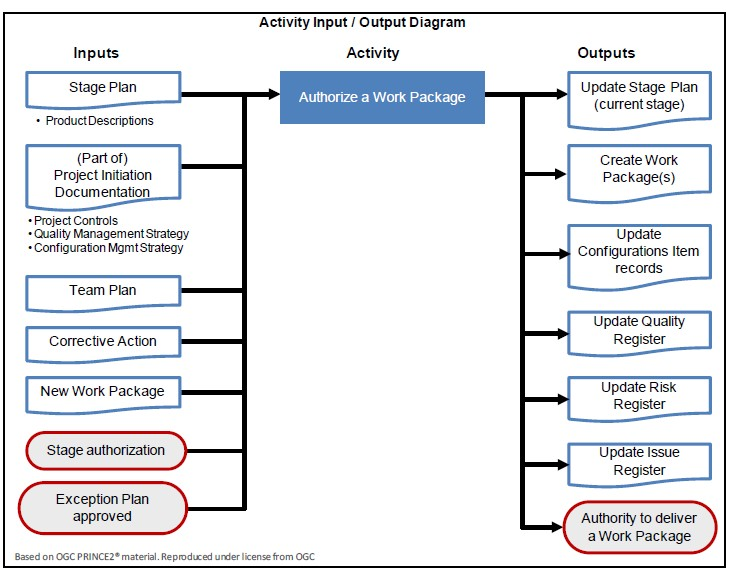 Activity Input / Output Diagram
Inputs
Activity
Outputs
Stage Plan
• Product Descriptions
(Part of)
Project Initiation
Documentation
• Project Controls
• Quality Management Strategy
• Configuration Mgmt Strategy
Team Plan
Corrective Action
New Work Package
Stage authorization
Exception Plan
approved
Authorize a Work Package
Update Stage Plan
(current stage)
Create Work
Package(s)
Update
Configurations Item
records
Update Quality
Register
Update Risk
Register
Update Issue
Register
Authority to deliver
a Work Package
Based on OGC PRINCE2® material. Reproduced under license from OGC